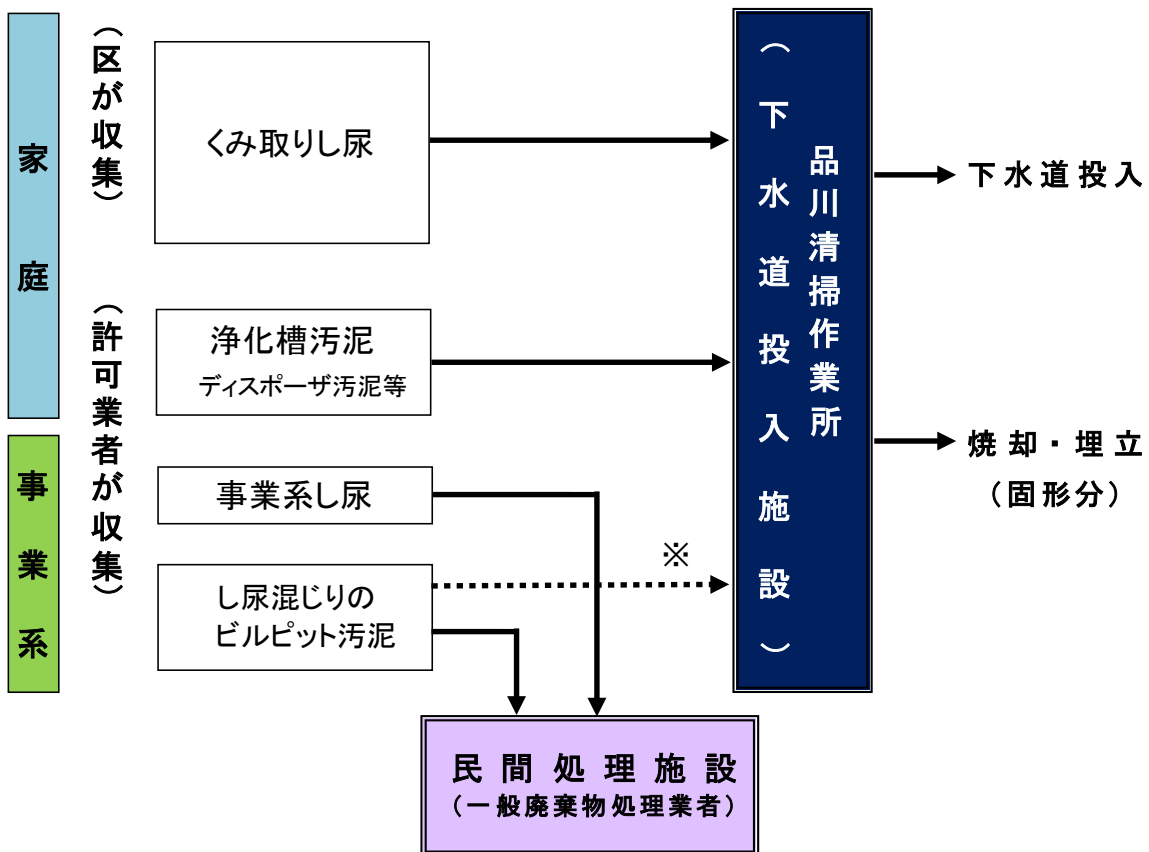 家庭
(区が収集)
くみ取りし尿
(許可業者が収集)
浄化槽汚泥
ディスポーザ汚泥等
事業系
事業系し尿
し尿混じりの
ビルピット汚泥
※
品川清掃作業所
(下水道投入施設)
下水道投入
焼却・埋立
(固形分)
民間処理施設
(一般廃棄物処理業者)